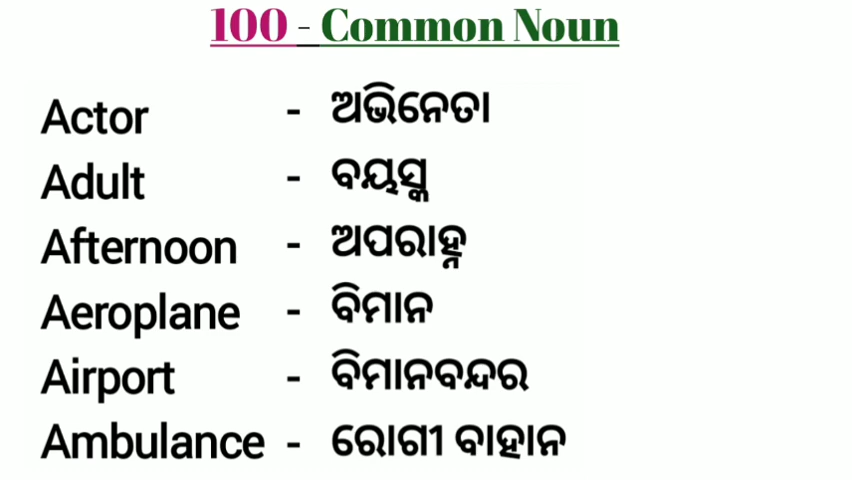 100 - Common Noun
Actor - ଅଭିନେତା
Adult - ବୟସ୍କ
Afternoon - ଅପରାହ୍ନ
Aeroplane - ବିମାନ
Airport - ବିମାନବନ୍ଦର
Ambulance - ରୋଗୀ ବାହାନ